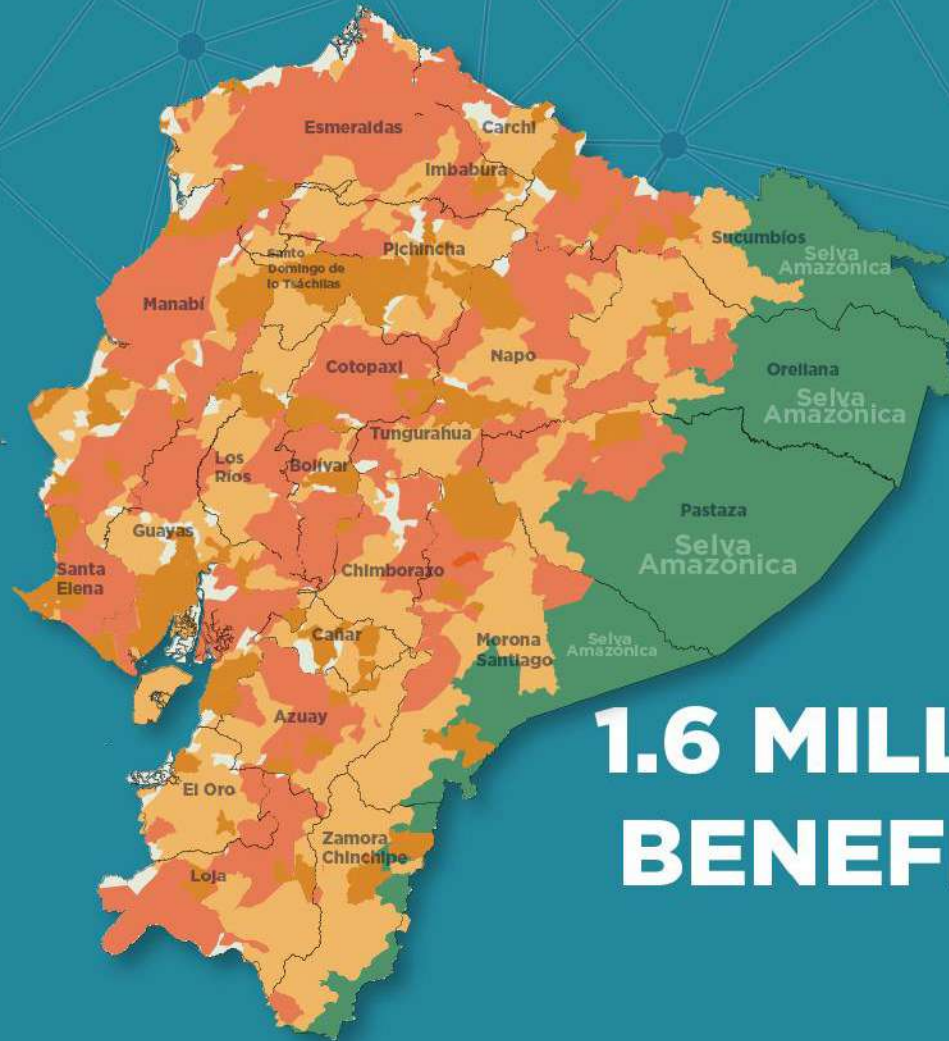 Esmeraldas
Carchi
Imbabura
Sucumbíos
Selva
Amazónica
Pichincha
Santo
Domingo de
lo Tsáchilas
Manabí
Cotopaxi
Napo
Orellana
Selva
Amazónica
Tungurahua
Los
Ríos
Bolívar
Pastaza
Guayas
Selva
Amazónica
Santa
Elena
Chimborazo
Cañar
Morona
Santiago
Selva
Amazónica
Azuay
1.6 MILL
El Oro
BENEF
Zamora
Chinchipe
Loja